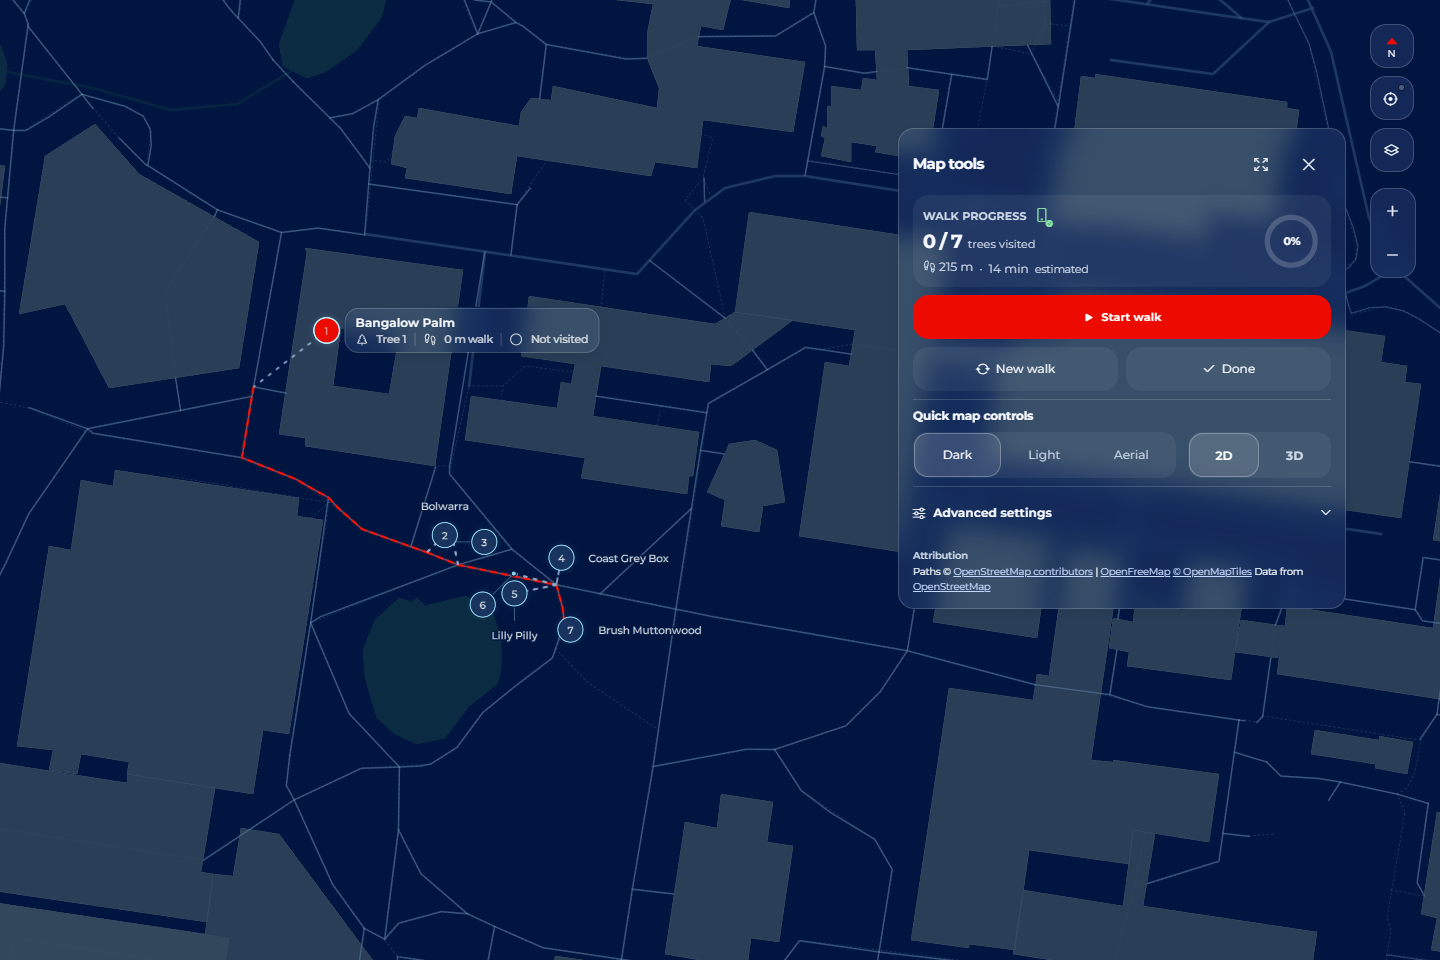 N
Map tools
WALK PROGRESS
0 / 7 trees visited
215 m · 14 min estimated
0%
Start walk
New walk
Done
Quick map controls
Dark
Light
Aerial
2D
3D
Advanced settings
Attribution
Paths © OpenStreetMap contributors | OpenFreeMap © OpenMapTiles Data from
OpenStreetMap
1
Bangalow Palm
Tree 1 | 0 m walk | Not visited
Bolwarra
2
3
4
Coast Grey Box
5
6
Lilly Pilly
7
Brush Muttonwood